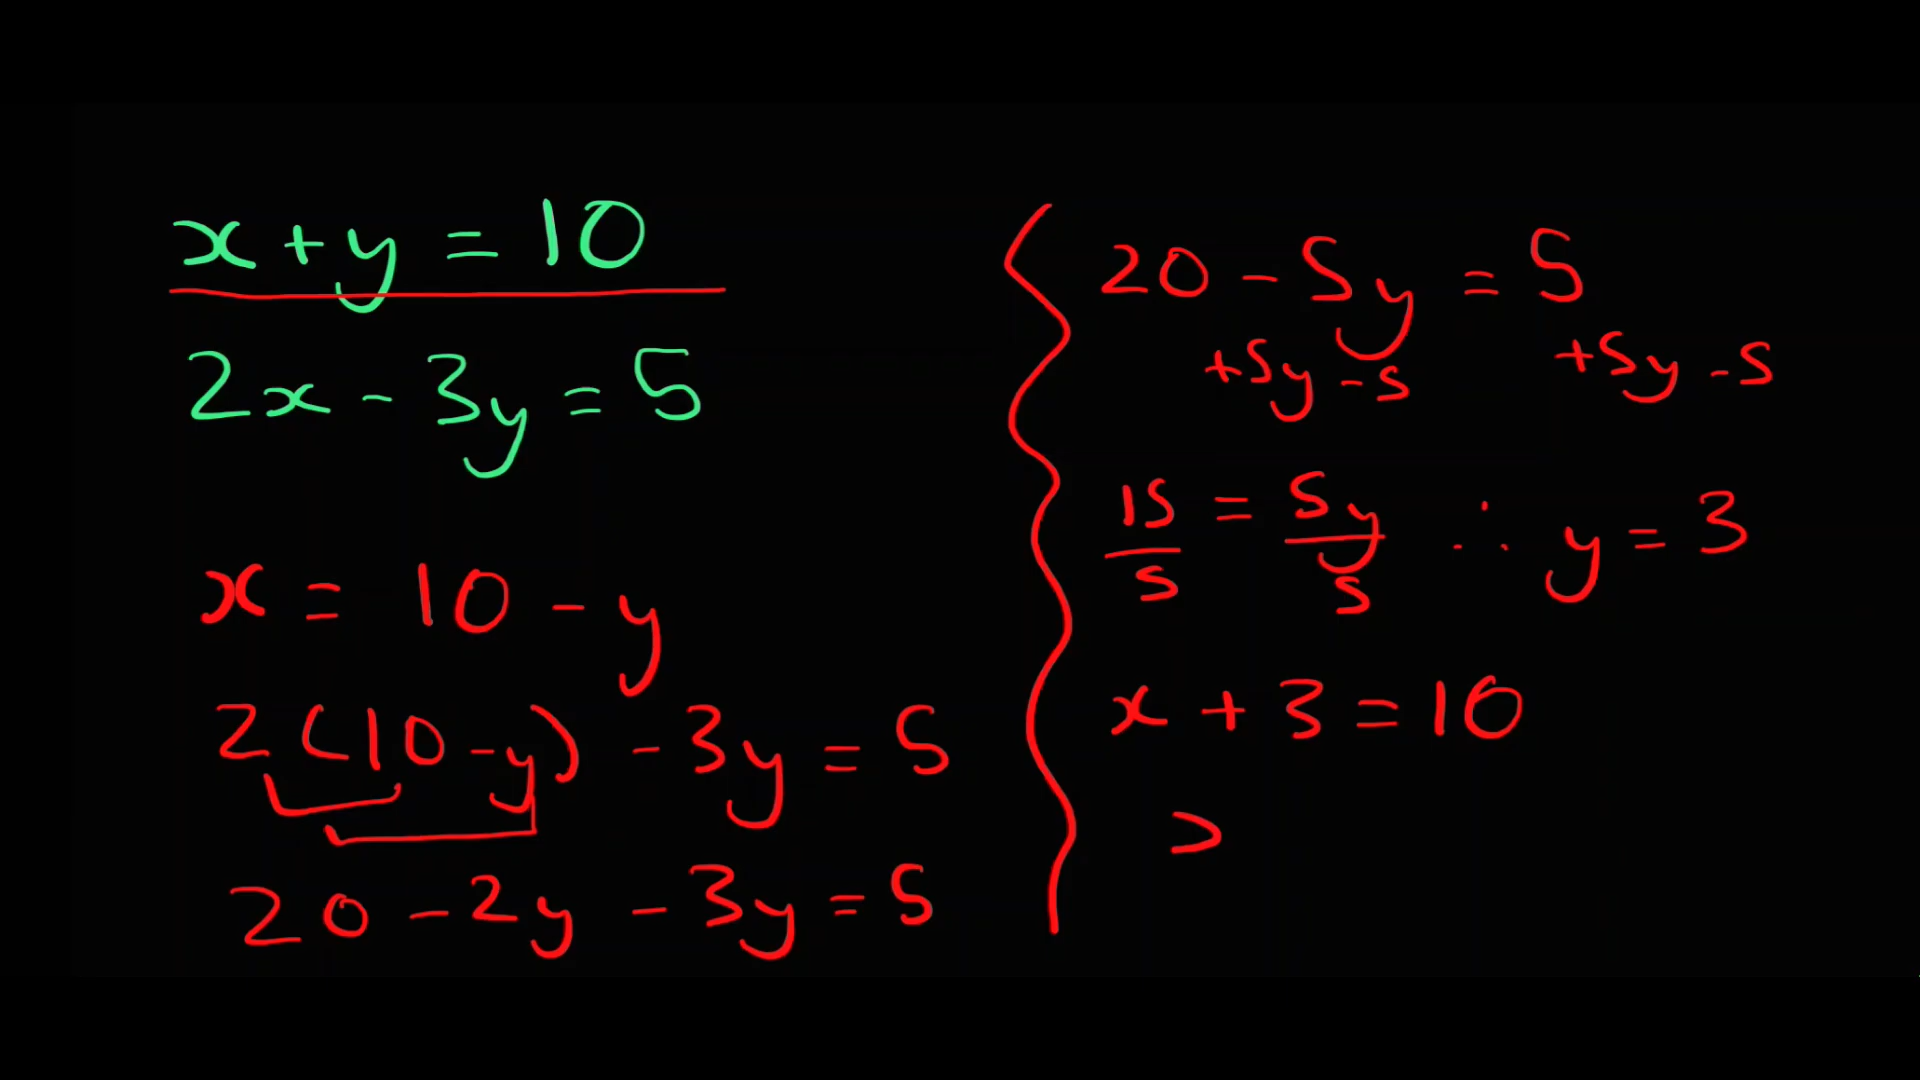 x + y = 10
2x - 3y = 5
x = 10 - y
2(10 - y) - 3y = 5
20 - 2y - 3y = 5
20 - 5y = 5
+5y - 5 +5y - 5
15/5 = 5y/5 ∴ y = 3
x + 3 = 10